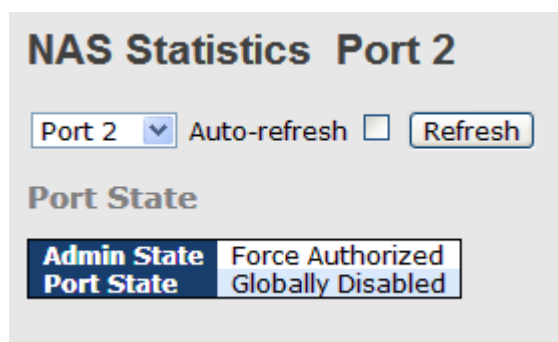 NAS Statistics Port 2
Port 2 Auto-refresh Refresh
Port State
Admin State Force Authorized
Port State Globally Disabled